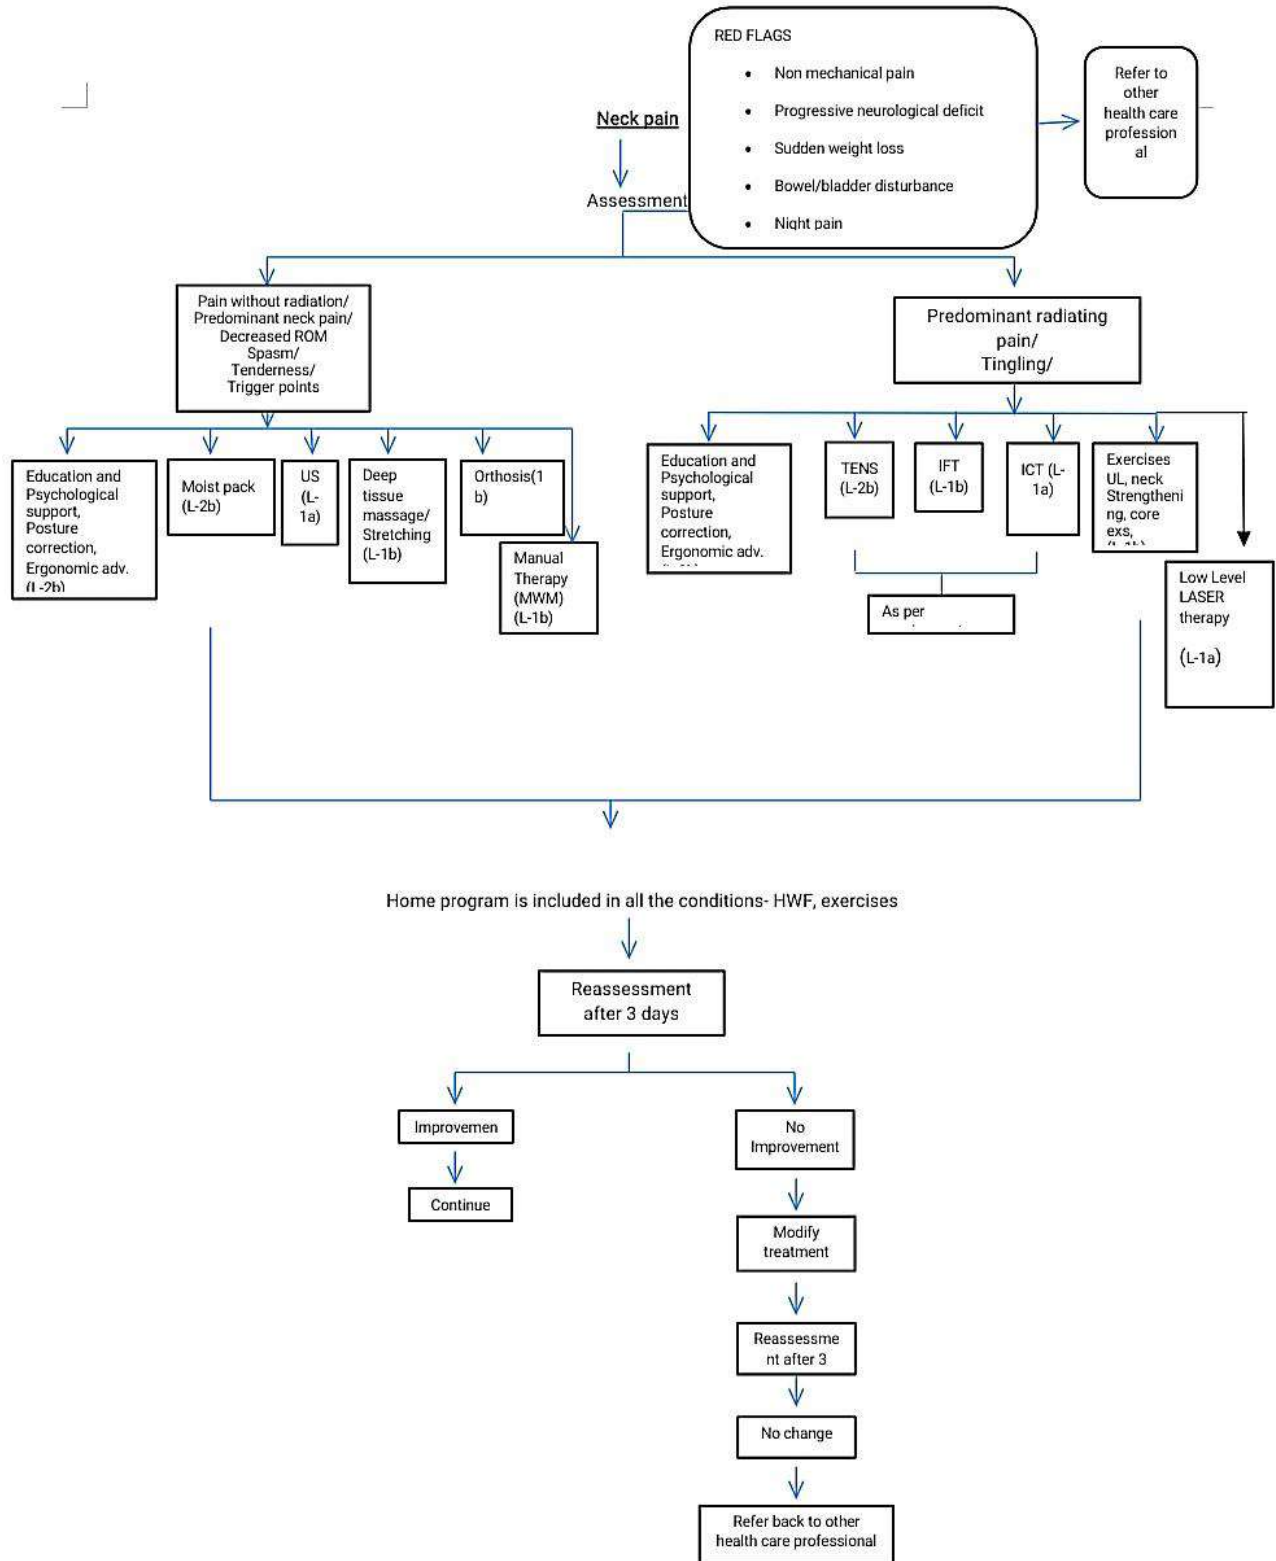 RED FLAGS
• Non mechanical pain
• Progressive neurological deficit
• Sudden weight loss
• Bowel/bladder disturbance
• Night pain
Refer to
other
health care
profession
al
Neck pain
Assessment
Pain without radiation/
Predominant neck pain/
Decreased ROM
Spasm/
Tenderness/
Trigger points
Predominant radiating
pain/
Tingling/
Education and
Psychological
support,
Posture
correction,
Ergonomic adv.
(L-2b)
Moist pack
(L-2b)
US
(L-
1a)
Deep
tissue
massage/
Stretching
(L-1b)
Orthosis(1
b)
Manual
Therapy
(MWM)
(L-1b)
Education and
Psychological
support,
Posture
correction,
Ergonomic adv.
TENS
(L-2b)
IFT
(L-1b)
ICT (L-
1a)
Exercises
UL, neck
Strengtheni
ng, core
exs,
As per
Low Level
LASER
therapy
(L-1a)
Home program is included in all the conditions- HWF, exercises
Reassessment
after 3 days
Improvemen
Continue
No
Improvement
Modify
treatment
Reassessme
nt after 3
No change
Refer back to other
health care professional